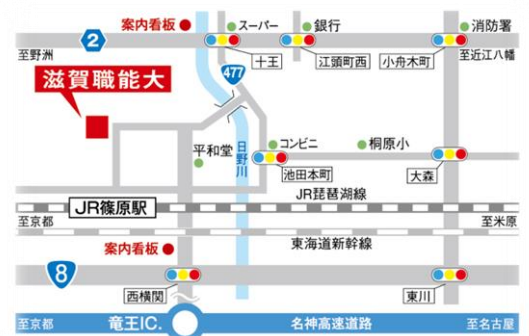 案内看板
スーパー
銀行
消防署
2
至野洲
十王
江頭町西
小舟木町
至近江八幡
滋賀職能大
477
平和堂
日野川
コンビニ
桐原小
池田本町
大森
JR篠原駅
JR琵琶湖線
至京都
至米原
案内看板
東海道新幹線
8
西横関
東川
至京都
竜王IC.
名神高速道路
至名古屋